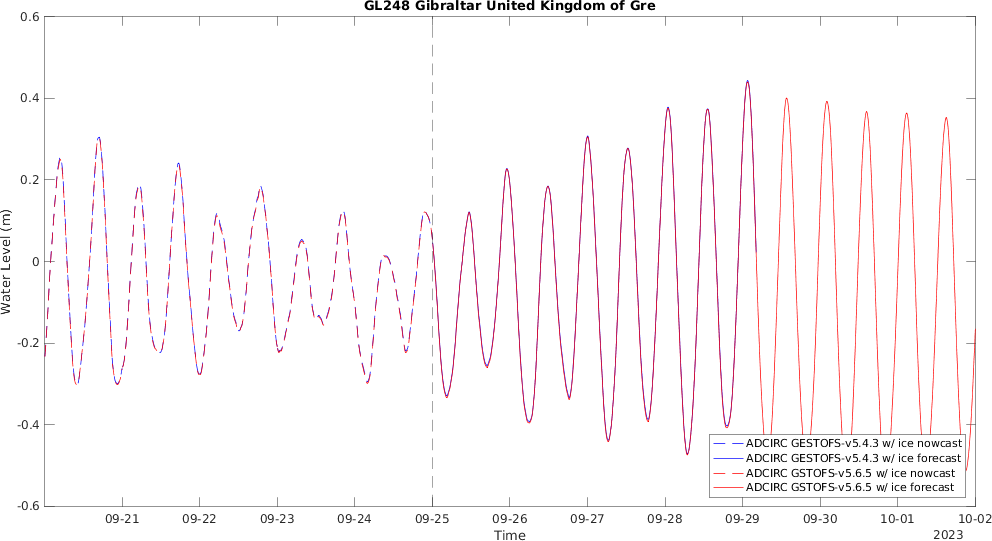 GL248 Gibraltar United Kingdom of Gre
0.6
0.4
0.2
0
-0.2
-0.4
-0.6
Water Level (m)
ADCIRC GESTOFS-v5.4.3 w/ ice nowcast
ADCIRC GESTOFS-v5.4.3 w/ ice forecast
ADCIRC GSTOFS-v5.6.5 w/ ice nowcast
ADCIRC GSTOFS-v5.6.5 w/ ice forecast
09-21 09-22 09-23 09-24 09-25 09-26 09-27 09-28 09-29 09-30 10-01 10-02
Time
2023